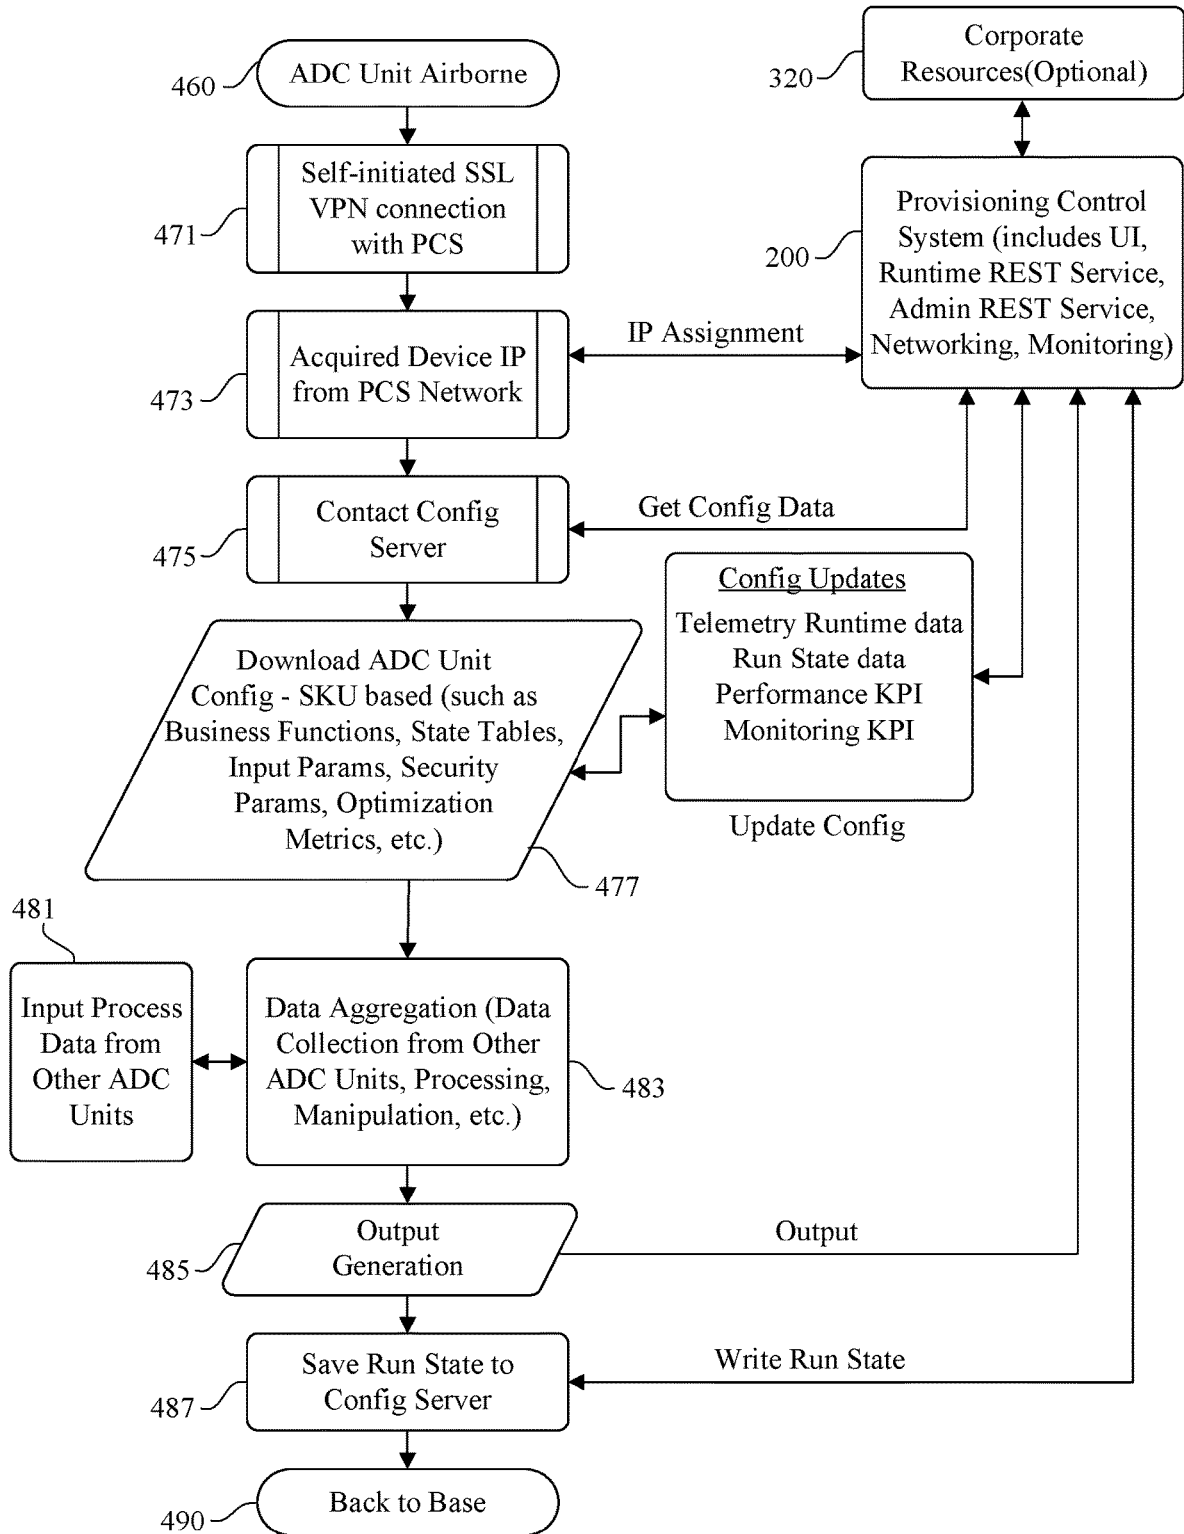 460
ADC Unit Airborne
471
Self-initiated SSL
VPN connection
with PCS
473
Acquired Device IP
from PCS Network
IP Assignment
320
Corporate
Resources(Optional)
200
Provisioning Control
System (includes UI,
Runtime REST Service,
Admin REST Service,
Networking, Monitoring)
475
Contact Config
Server
Get Config Data
Config Updates
Telemetry Runtime data
Run State data
Performance KPI
Monitoring KPI
Update Config
Download ADC Unit
Config - SKU based (such as
Business Functions, State Tables,
Input Params, Security
Params, Optimization
Metrics, etc.)
477
481
Input Process
Data from
Other ADC
Units
Data Aggregation (Data
Collection from Other
ADC Units, Processing,
Manipulation, etc.)
483
485
Output
Generation
Output
487
Save Run State to
Config Server
Write Run State
490
Back to Base